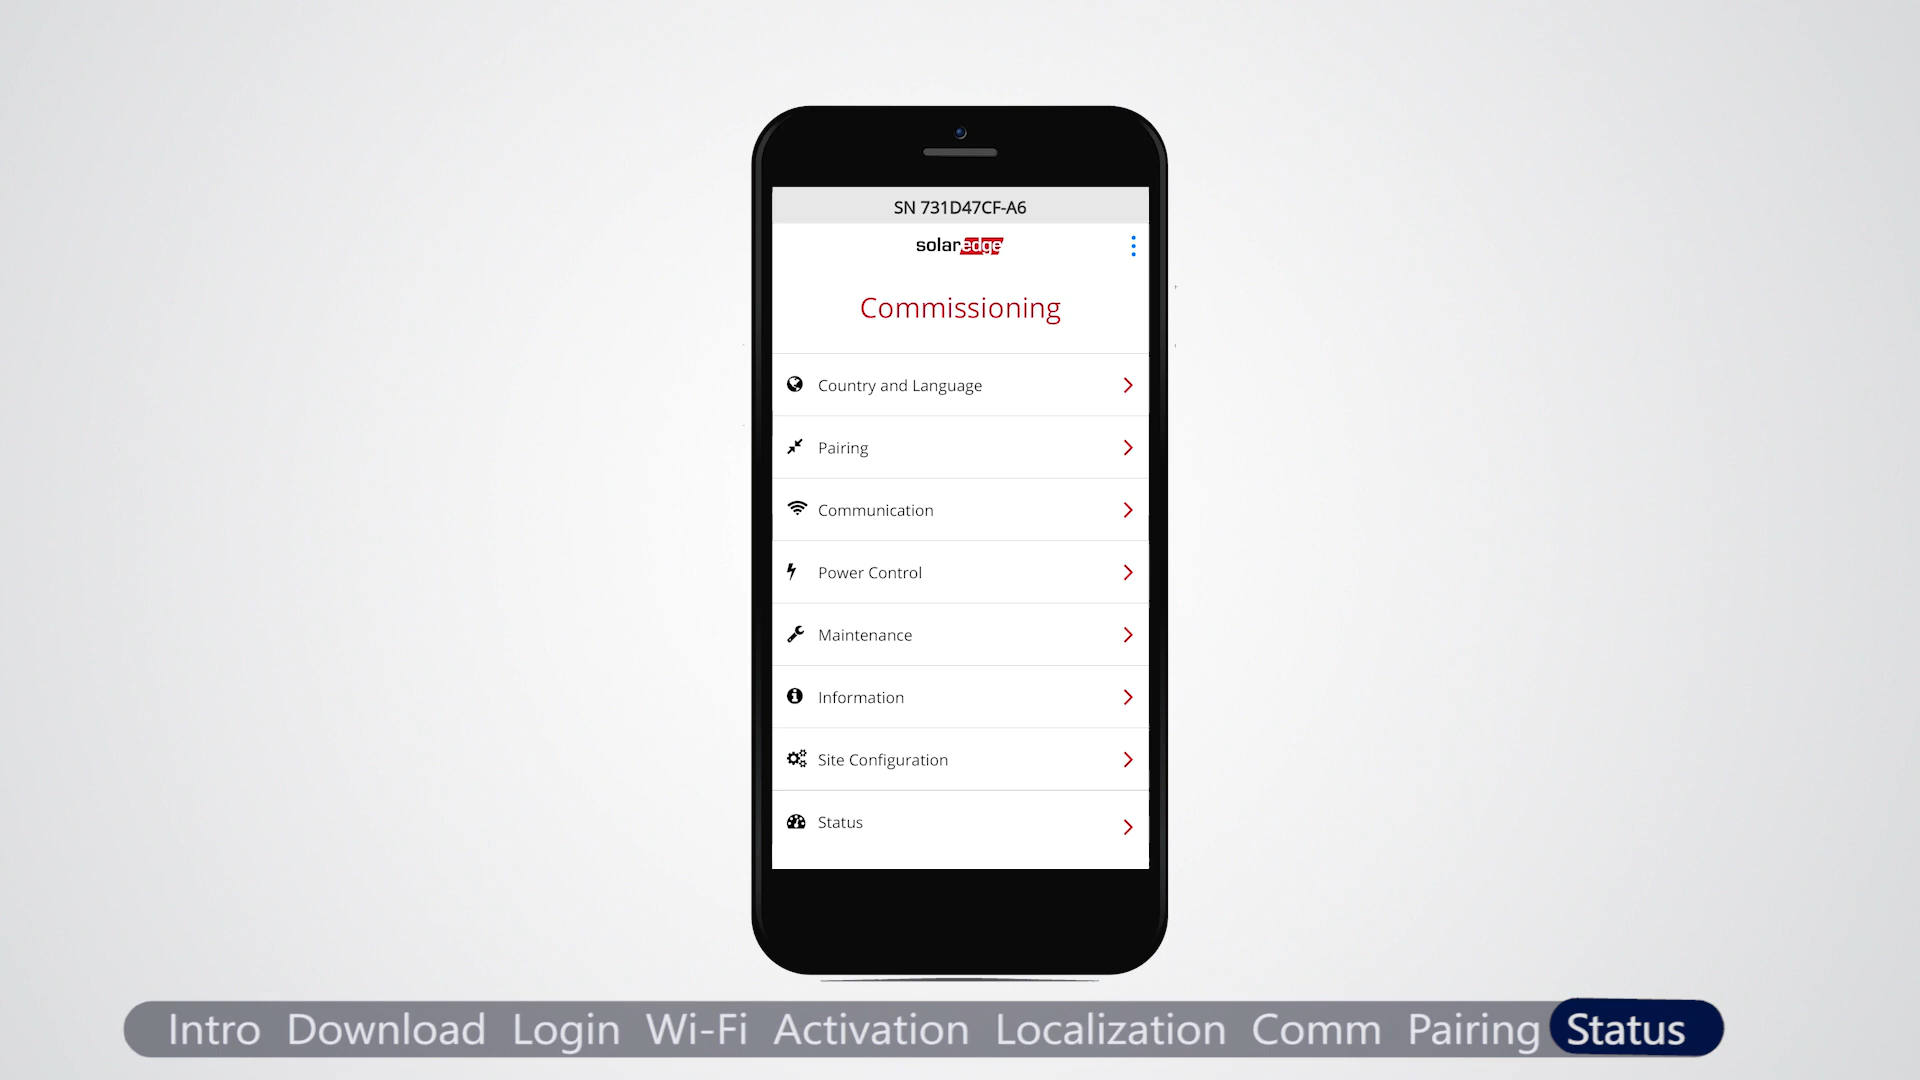 SN 731D47CF-A6
solaredge
Commissioning
Country and Language
Pairing
Communication
Power Control
Maintenance
Information
Site Configuration
Status
Intro Download Login Wi-Fi Activation Localization Comm Pairing Status